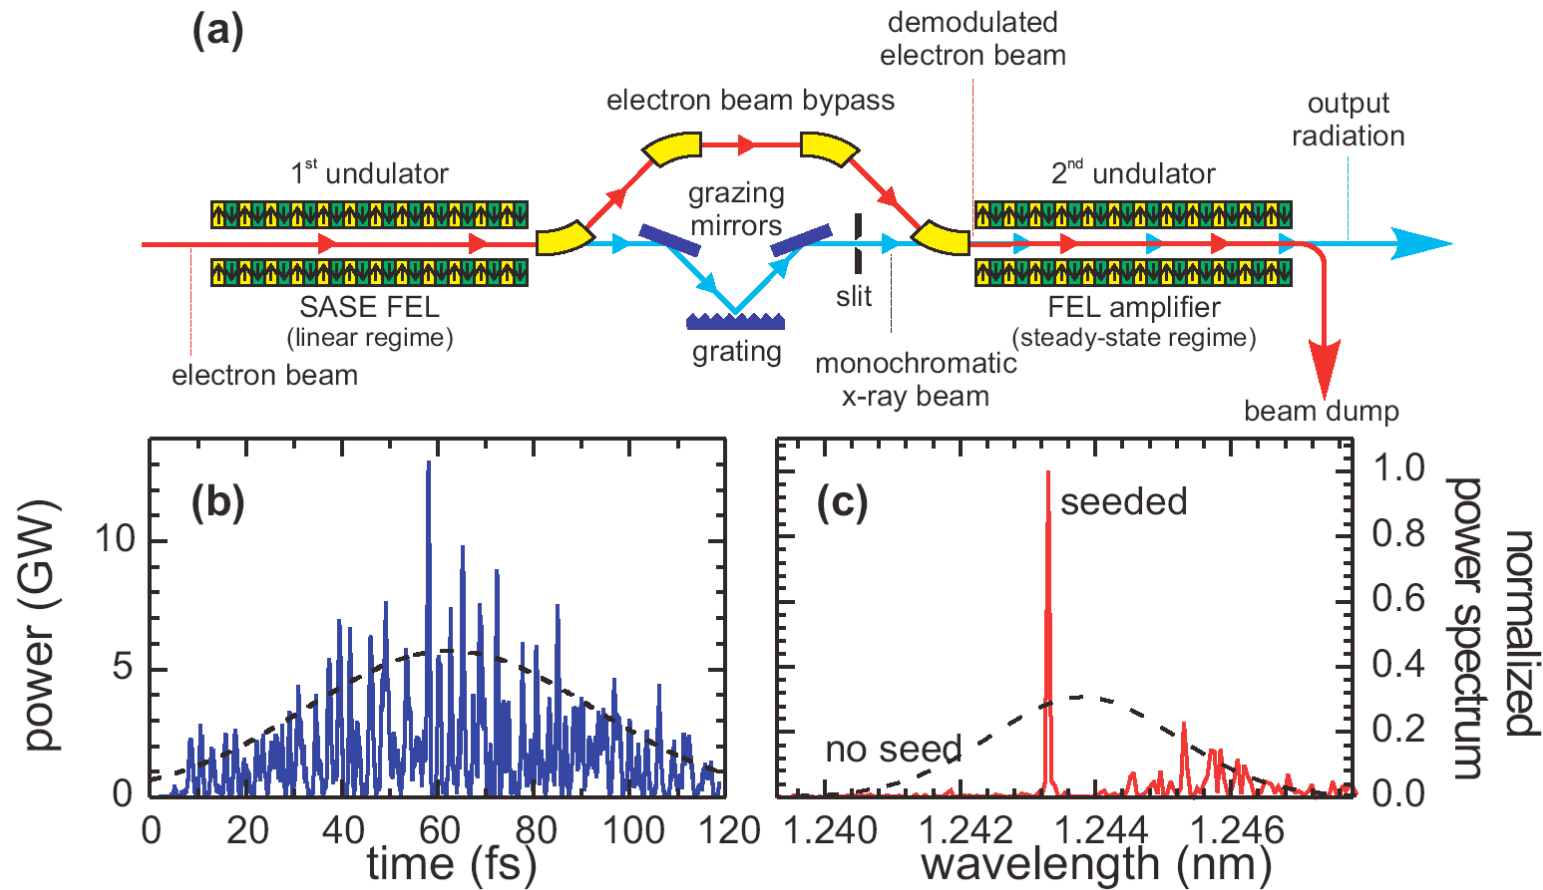 (a)
demodulated
electron beam
electron beam bypass
output
radiation
1st undulator
grazing
mirrors
2nd undulator
slit
SASE FEL
(linear regime)
FEL amplifier
(steady-state regime)
grating
electron beam
monochromatic
x-ray beam
beam dump
(b)
power (GW)
10
5
0
0 20 40 60 80 100 120
time (fs)
(c)
seeded
no seed
1.0
0.8
0.6
0.4
0.2
0.0
normalized
power spectrum
1.240 1.242 1.244 1.246
wavelength (nm)